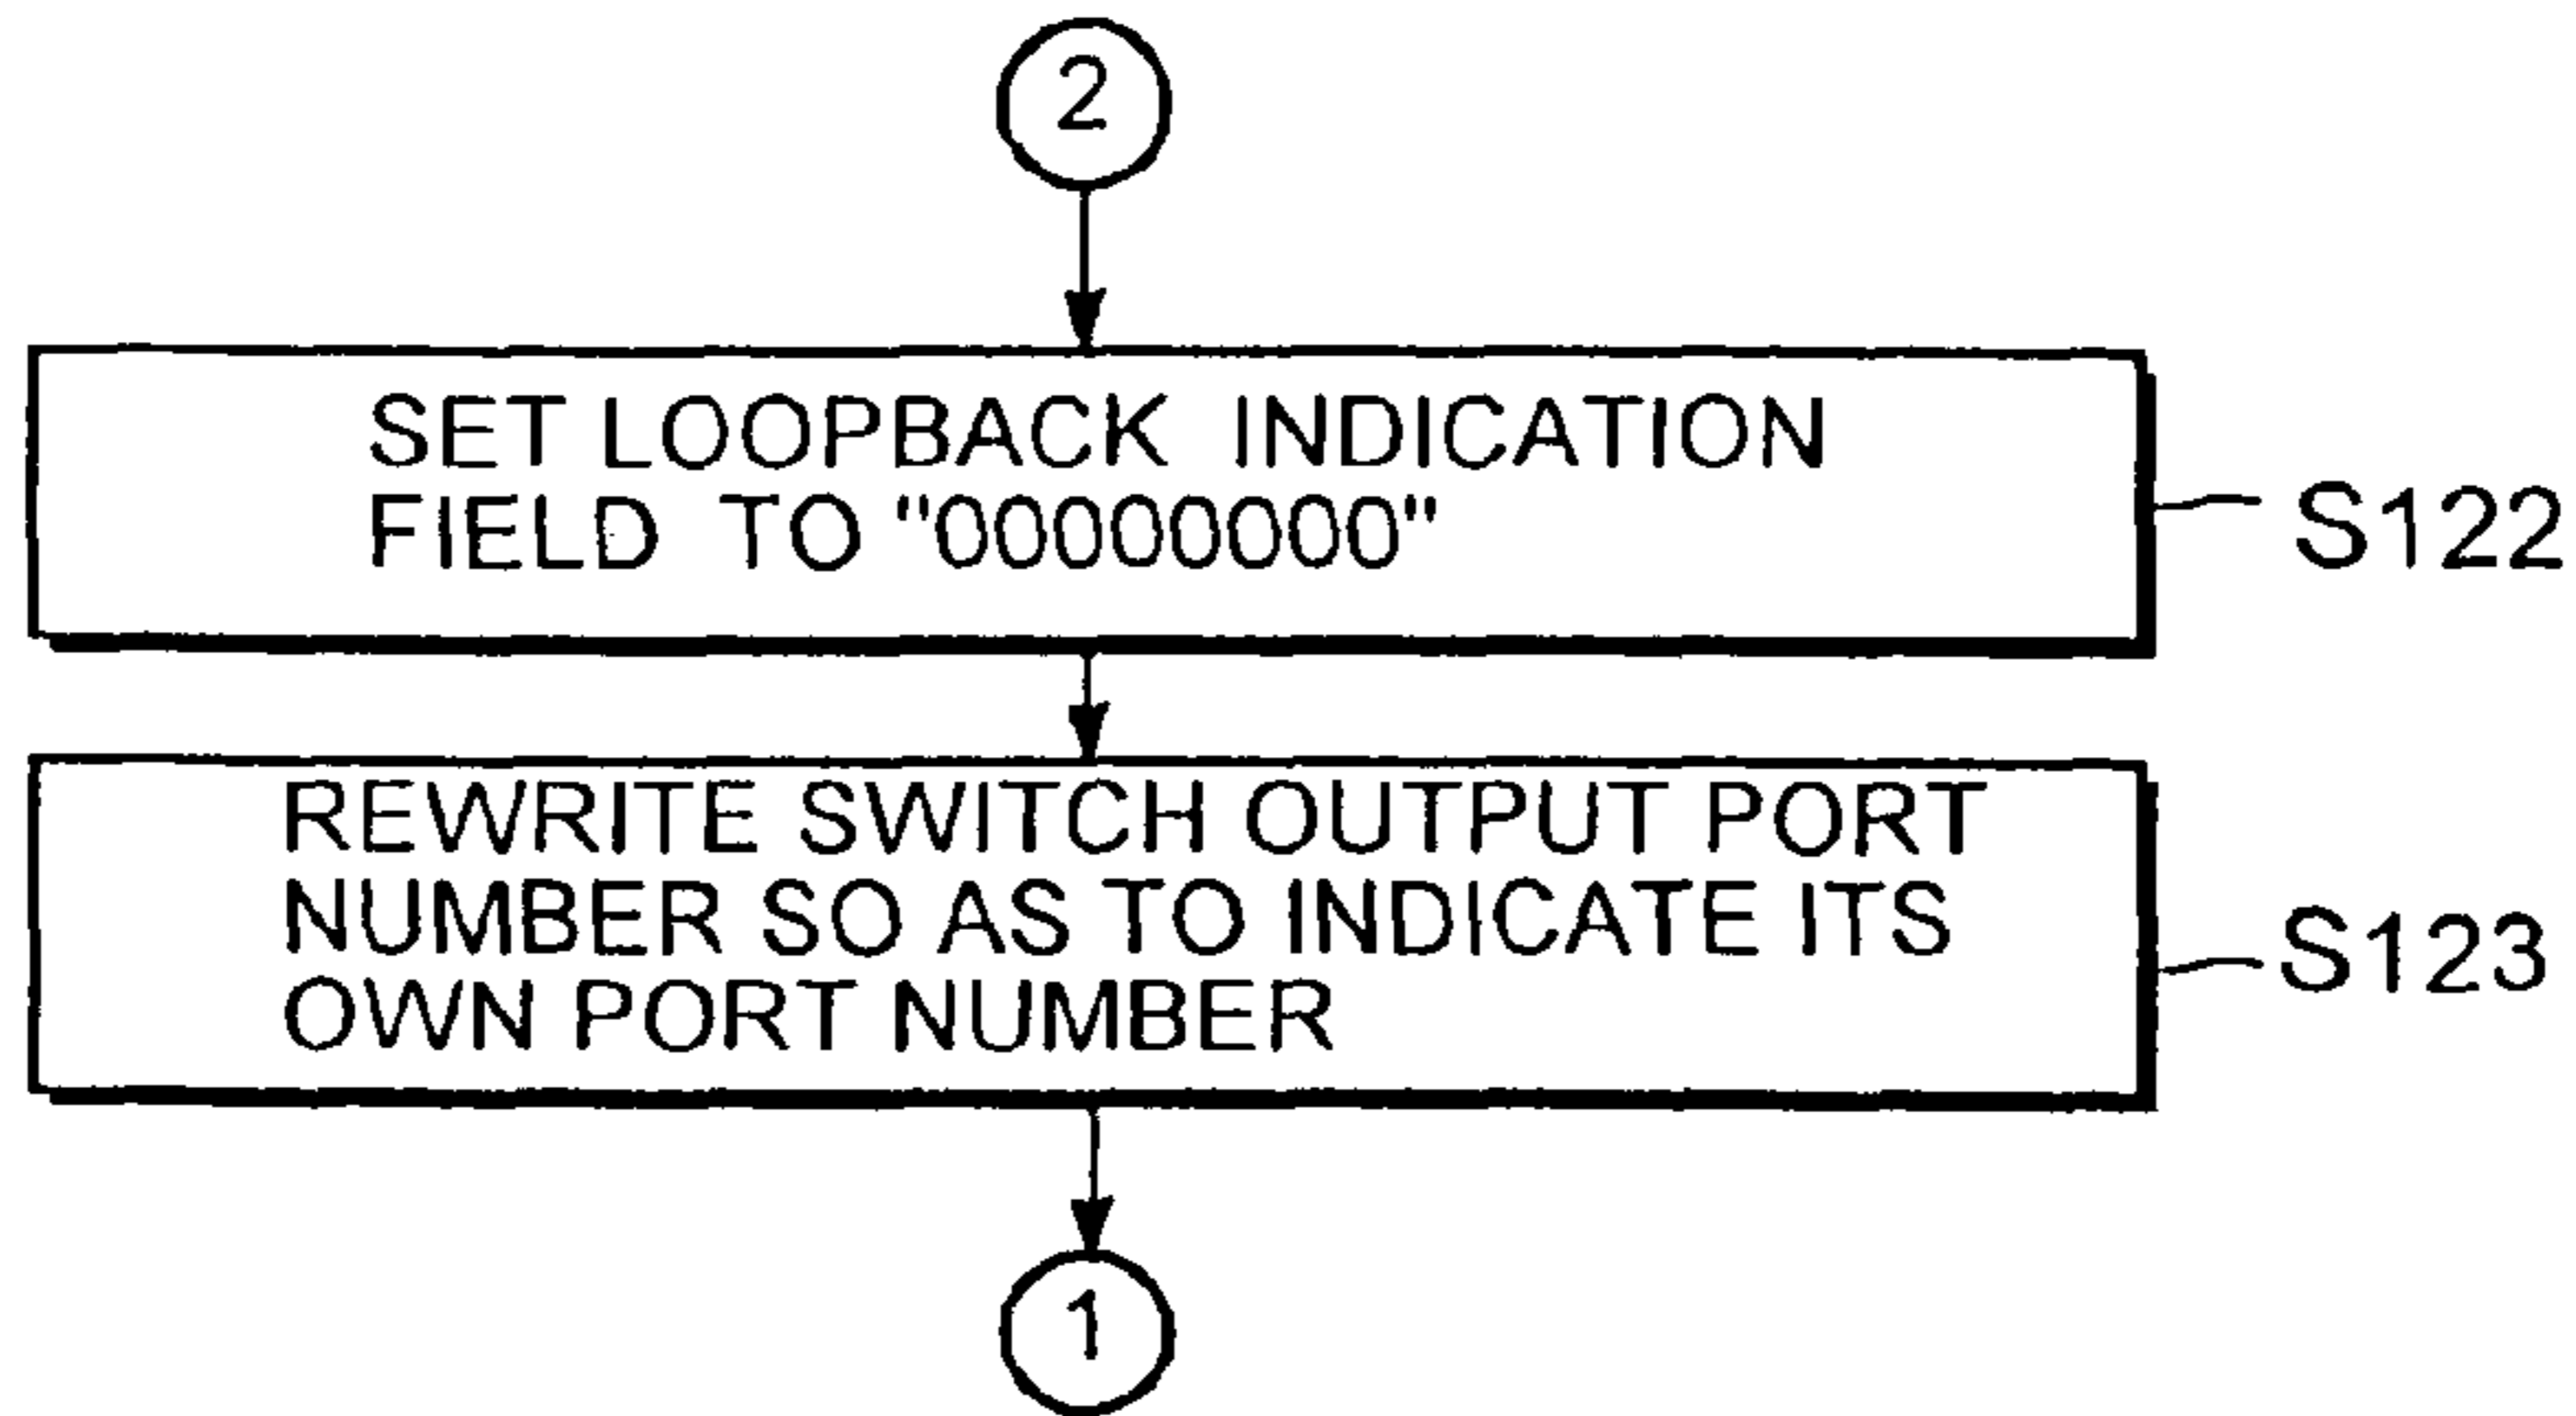 2
SET LOOPBACK INDICATION
FIELD TO "00000000"
S122
REWRITE SWITCH OUTPUT PORT
NUMBER SO AS TO INDICATE ITS
OWN PORT NUMBER
S123
1